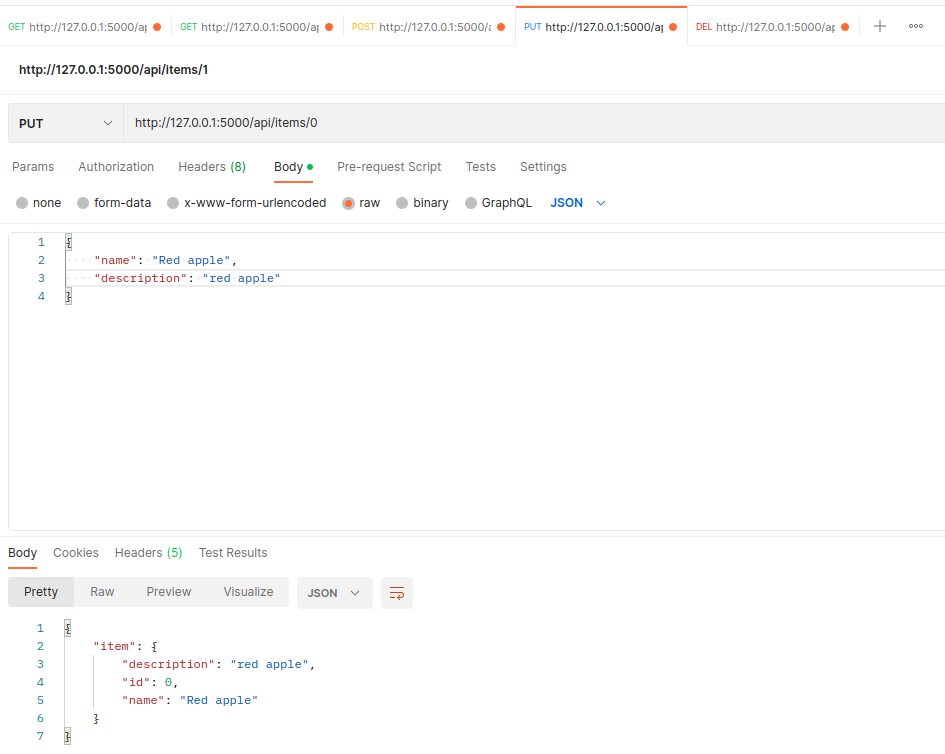 GET http://127.0.0.1:5000/ap GET http://127.0.0.1:5000/ap POST http://127.0.0.1:5000/ap PUT http://127.0.0.1:5000/ap DEL http://127.0.0.1:5000/ap
http://127.0.0.1:5000/api/items/1
PUT http://127.0.0.1:5000/api/items/0
Params Authorization Headers (8) Body Pre-request Script Tests Settings
none form-data x-www-form-urlencoded raw binary GraphQL JSON
1 {
2 "name": "Red apple",
3 "description": "red apple"
4 }
Body Cookies Headers (5) Test Results
Pretty Raw Preview Visualize JSON
1 {
2 "item": {
3 "description": "red apple",
4 "id": 0,
5 "name": "Red apple"
6 }
7 }